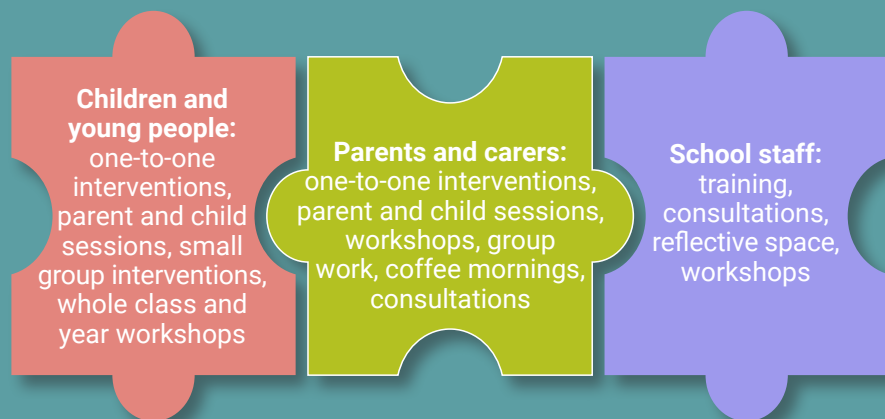 Children and
young people:
one-to-one
interventions,
parent and child
sessions, small
group interventions,
whole class and
year workshops
Parents and carers:
one-to-one interventions,
parent and child sessions,
workshops, group
work, coffee mornings,
consultations
School staff:
training,
consultations,
reflective space,
workshops